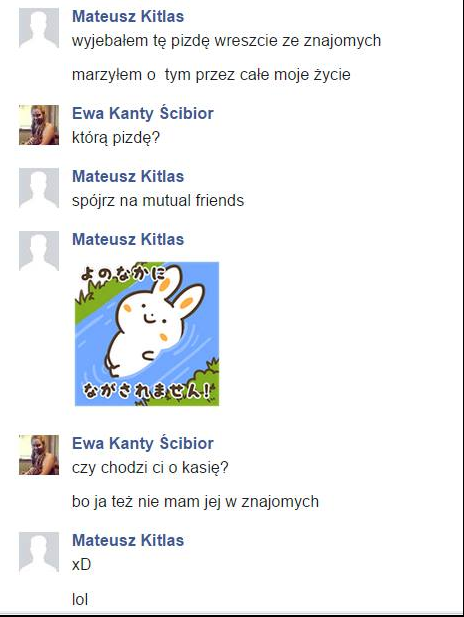 Mateusz Kitlas
wyjebałem tę pizdę wreszcie ze znajomych
marzyłem o  tym przez całe moje życie
Ewa Kanty Ścibior
którą pizdę?
Mateusz Kitlas
spójrz na mutual friends
Mateusz Kitlas
よのなかに
ながされません!
Ewa Kanty Ścibior
czy chodzi ci o kasię?
bo ja też nie mam jej w znajomych
Mateusz Kitlas
xD
lol